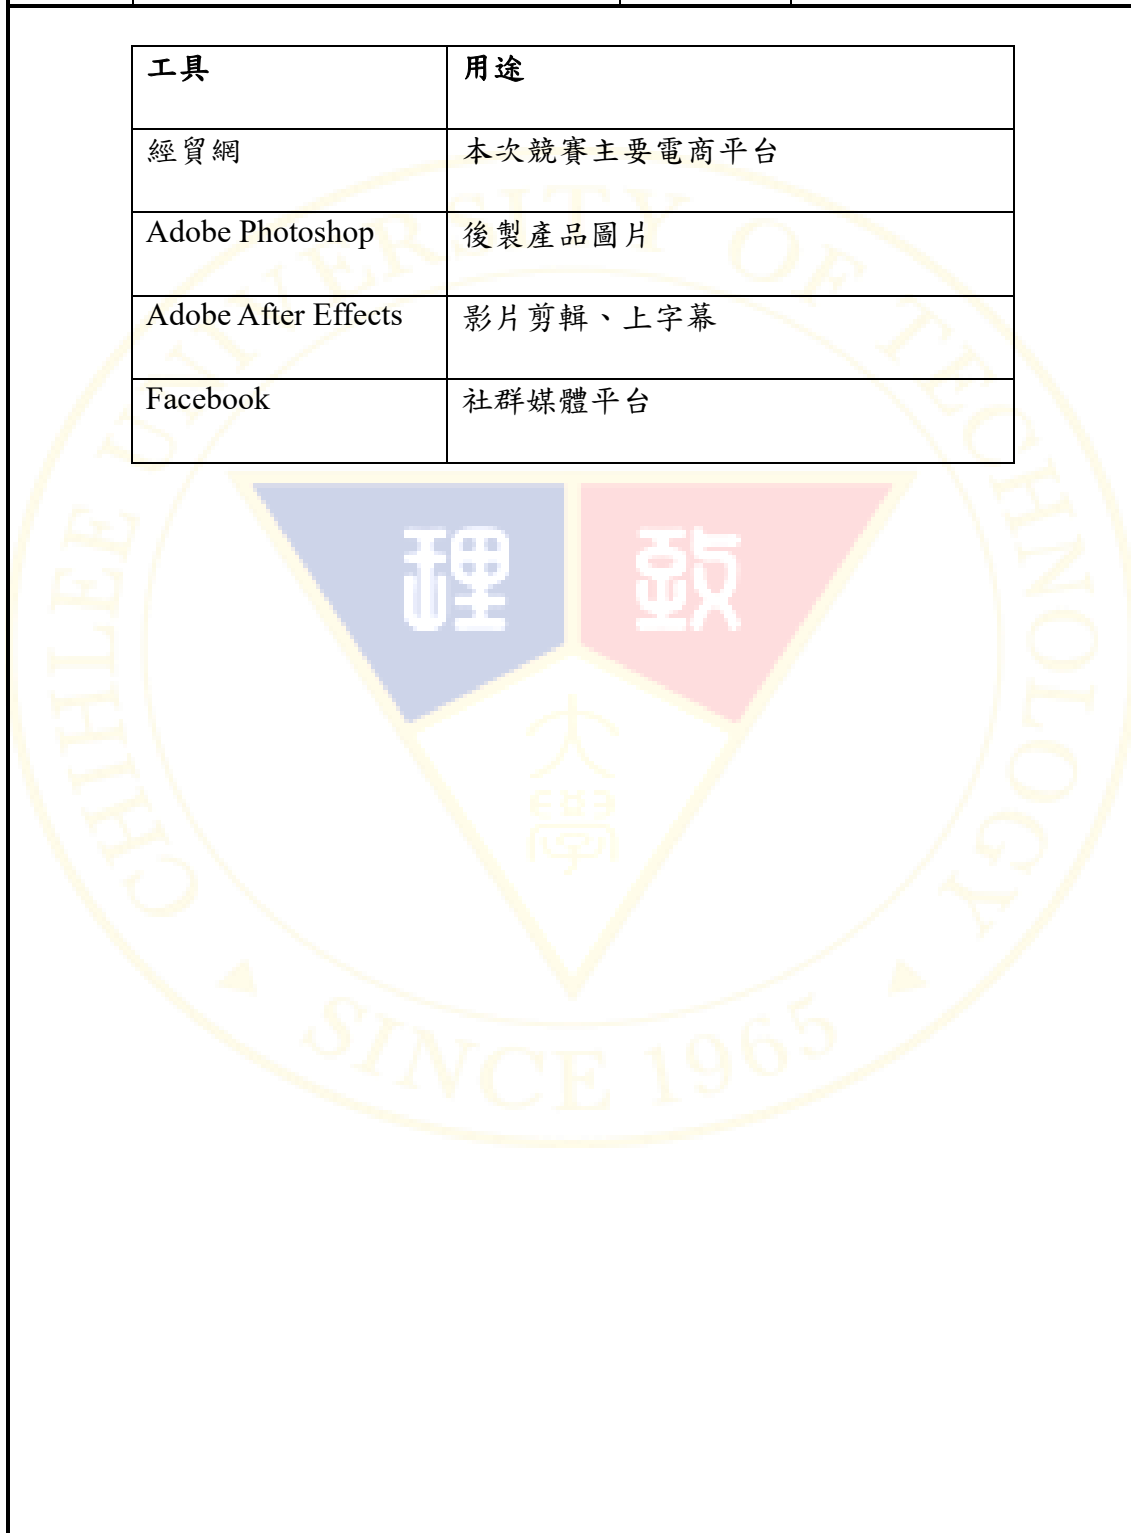 工具 用途
經貿網 本次競賽主要電商平台
Adobe Photoshop 後製產品圖片
Adobe After Effects 影片剪輯、上字幕
Facebook 社群媒體平台
CHIHLEE UNIVERSITY OF TECHNOLOGY
理 致
大
學
SINCE 1965